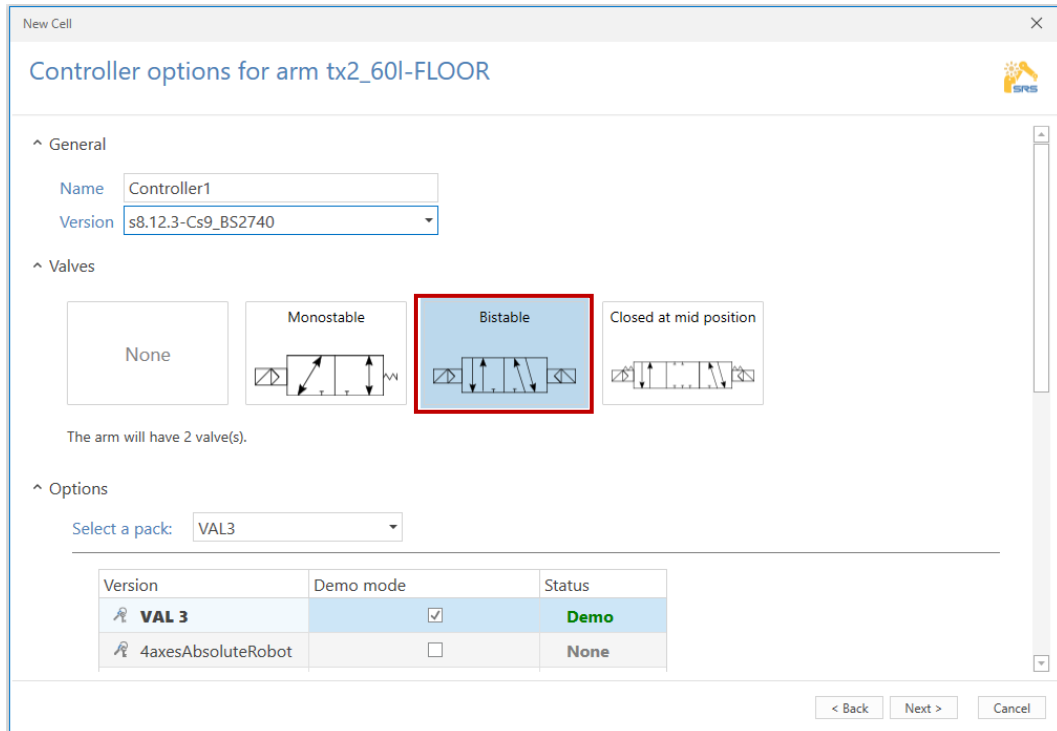 New Cell
Controller options for arm tx2_60l-FLOOR
SRS
General
Name Controller1
Version s8.12.3-Cs9_BS2740
Valves
None Monostable Bistable Closed at mid position
The arm will have 2 valve(s).
Options
Select a pack: VAL3
Version Demo mode Status
VAL 3 Demo
4axesAbsoluteRobot None
< Back Next > Cancel